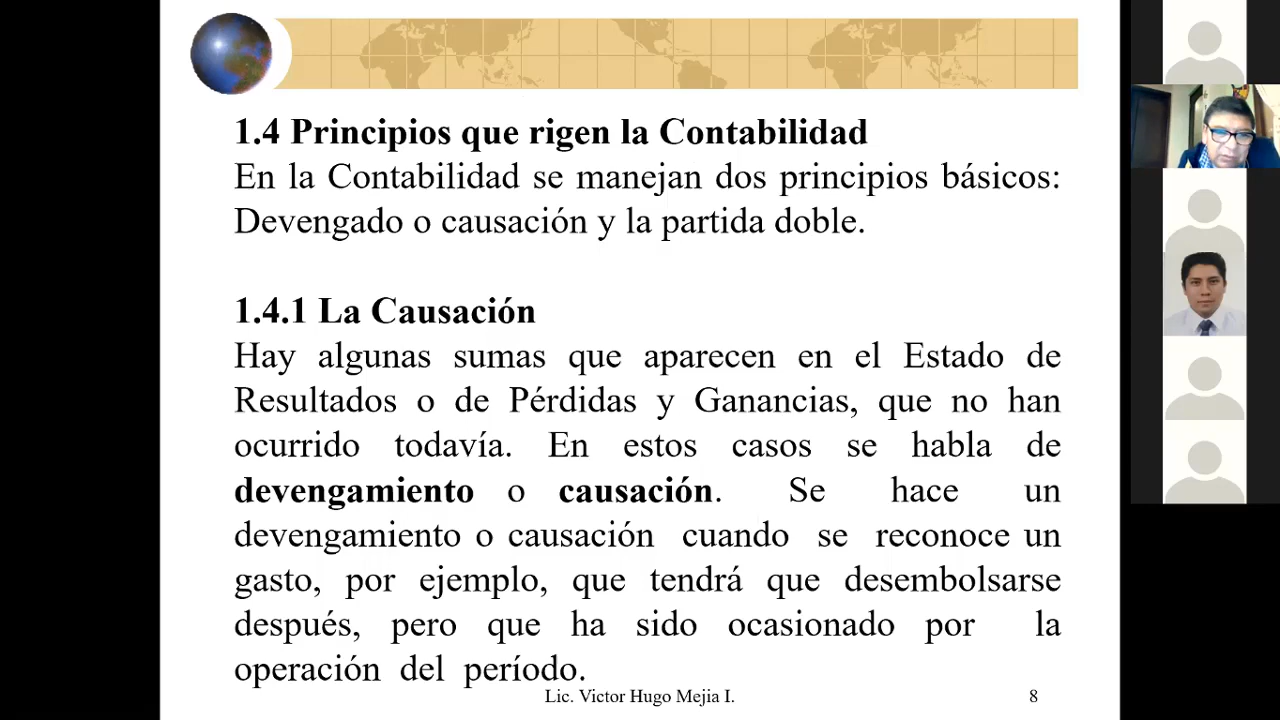 1.4 Principios que rigen la Contabilidad
En la Contabilidad se manejan dos principios básicos:
Devengado o causación y la partida doble.
1.4.1 La Causación
Hay algunas sumas que aparecen en el Estado de
Resultados o de Pérdidas y Ganancias, que no han
ocurrido todavía. En estos casos se habla de
devengamiento o causación. Se hace un
devengamiento o causación cuando se reconoce un
gasto, por ejemplo, que tendrá que desembolsarse
después, pero que ha sido ocasionado por la
operación del período.
Lic. Victor Hugo Mejia I.
8